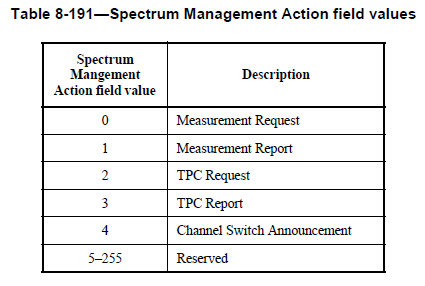 Table 8-191—Spectrum Management Action field values
Spectrum
Mangement
Action field value
Description
0 Measurement Request
1 Measurement Report
2 TPC Request
3 TPC Report
4 Channel Switch Announcement
5–255 Reserved